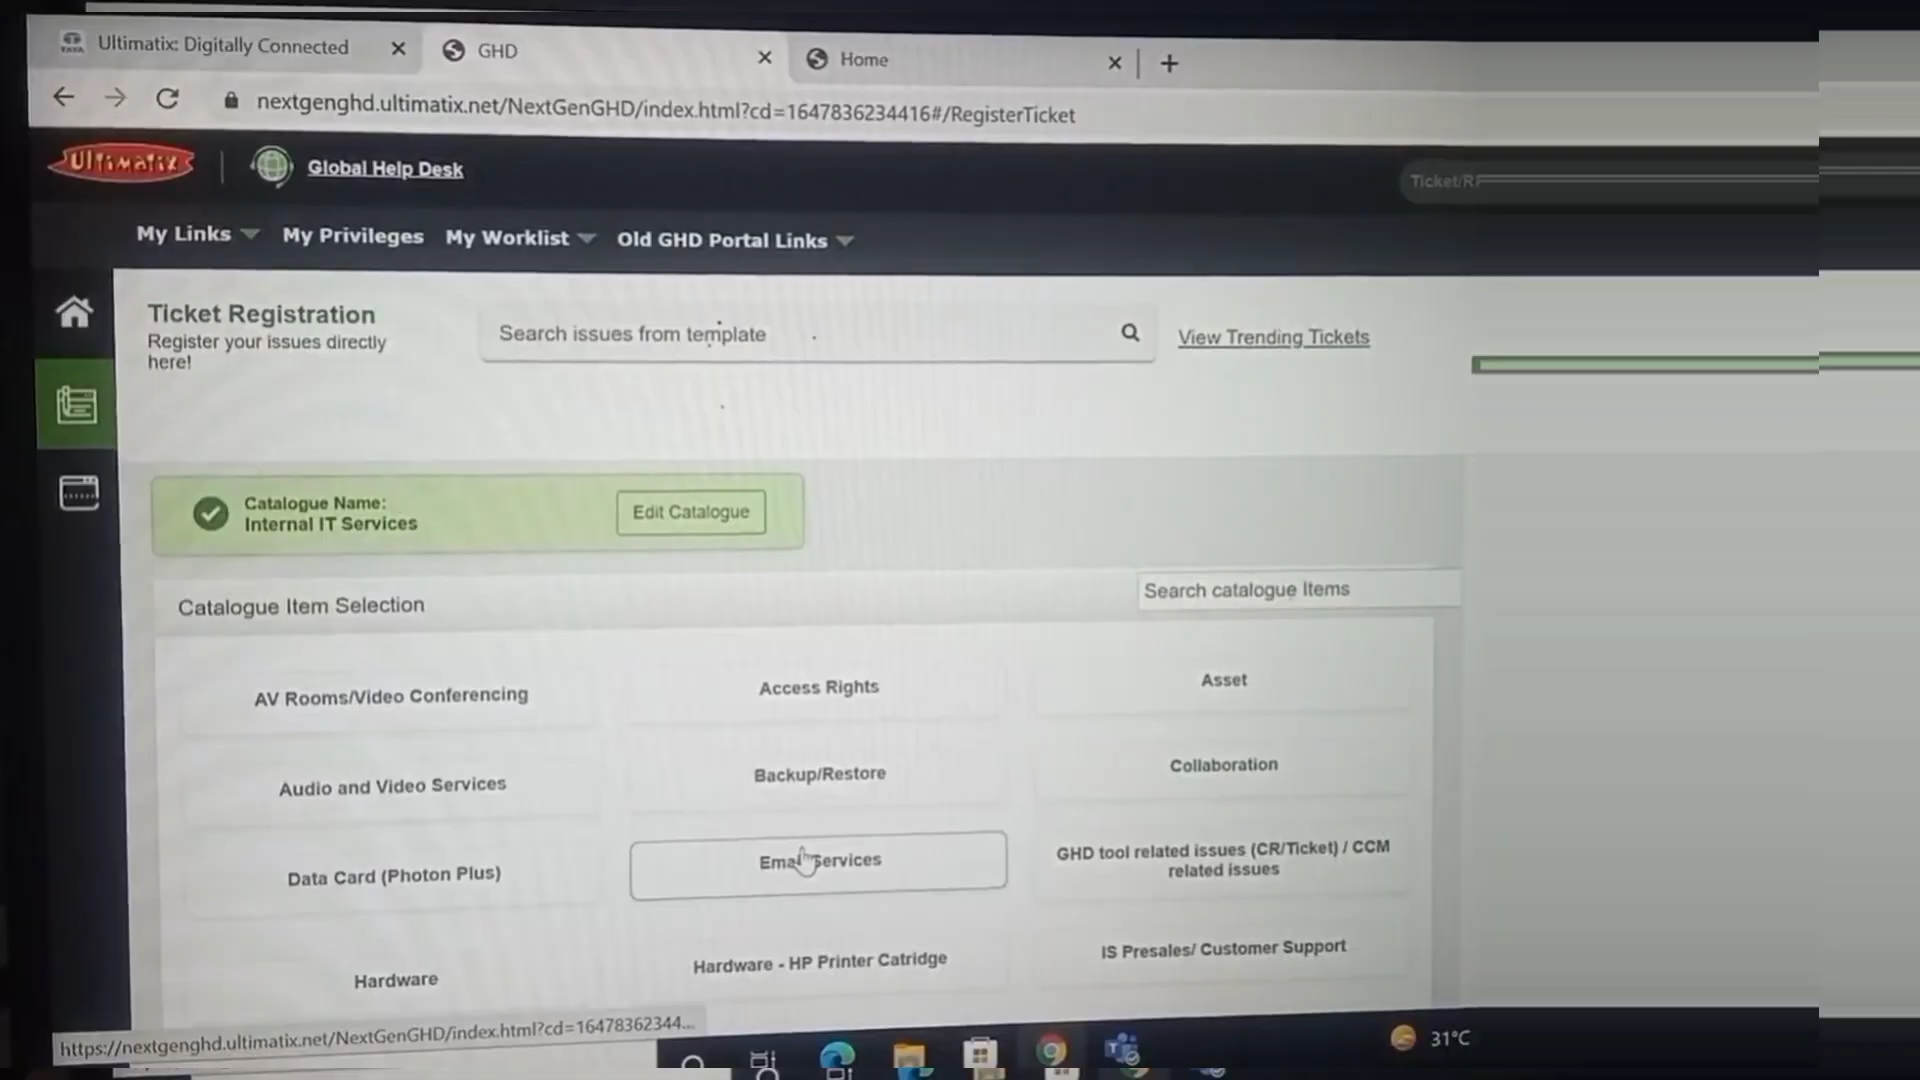 TATA
Ultimatix: Digitally Connected
GHD
Home
nextgenghd.ultimatix.net/NextGenGHD/index.html?cd=1647836234416#/RegisterTicket
Ultimatix
Global Help Desk
My Links
My Privileges
My Worklist
Old GHD Portal Links
Ticket Registration
Register your issues directly
here!
Search issues from template
View Trending Tickets
Catalogue Name:
Internal IT Services
Edit Catalogue
Catalogue Item Selection
Search catalogue Items
AV Rooms/Video Conferencing
Access Rights
Asset
Audio and Video Services
Backup/Restore
Collaboration
Data Card (Photon Plus)
Services
GHD tool related issues (CR/Ticket) / CCM
related issues
Hardware
Hardware - HP Printer Catridge
IS Presales/ Customer Support
https://nextgenghd.ultimatix.net/NextGenGHD/index.html?cd=16478362344...
31°C